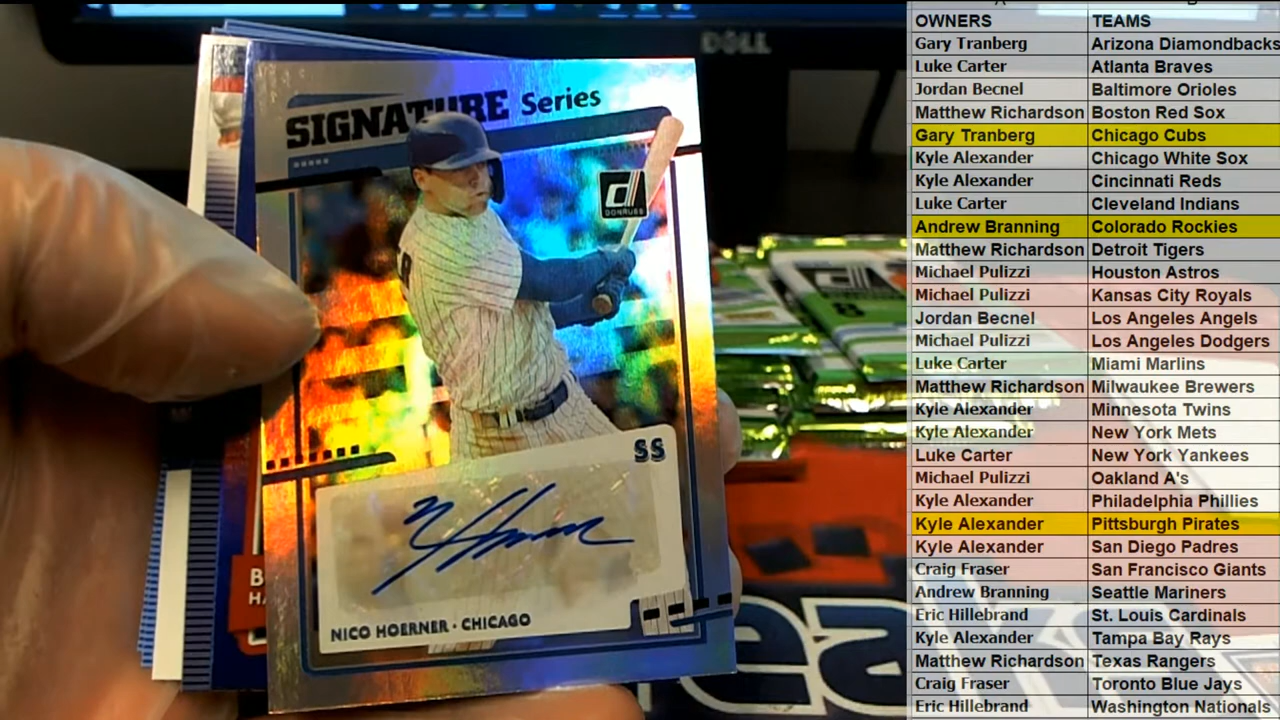 DELL
SIGNATURE Series
DONRUSS
SS
NICO HOERNER · CHICAGO
OWNERS TEAMS
Gary Tranberg Arizona Diamondbacks
Luke Carter Atlanta Braves
Jordan Becnel Baltimore Orioles
Matthew Richardson Boston Red Sox
Gary Tranberg Chicago Cubs
Kyle Alexander Chicago White Sox
Kyle Alexander Cincinnati Reds
Luke Carter Cleveland Indians
Andrew Branning Colorado Rockies
Matthew Richardson Detroit Tigers
Michael Pulizzi Houston Astros
Michael Pulizzi Kansas City Royals
Jordan Becnel Los Angeles Angels
Michael Pulizzi Los Angeles Dodgers
Luke Carter Miami Marlins
Matthew Richardson Milwaukee Brewers
Kyle Alexander Minnesota Twins
Kyle Alexander New York Mets
Luke Carter New York Yankees
Michael Pulizzi Oakland A's
Kyle Alexander Philadelphia Phillies
Kyle Alexander Pittsburgh Pirates
Kyle Alexander San Diego Padres
Craig Fraser San Francisco Giants
Andrew Branning Seattle Mariners
Eric Hillebrand St. Louis Cardinals
Kyle Alexander Tampa Bay Rays
Matthew Richardson Texas Rangers
Craig Fraser Toronto Blue Jays
Eric Hillebrand Washington Nationals